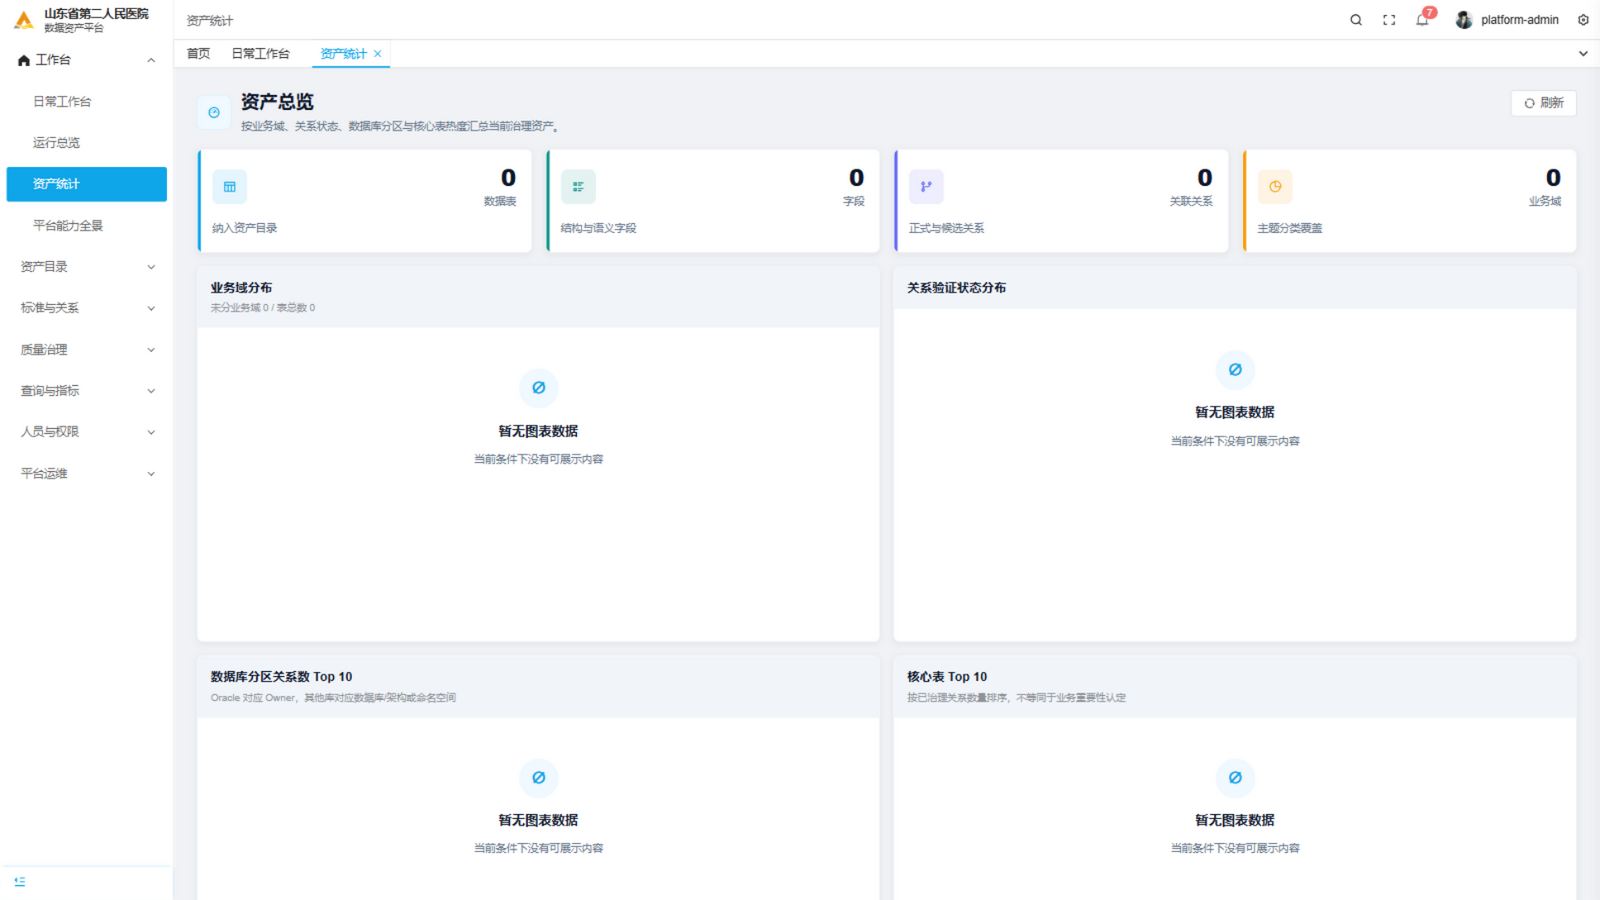 山东省第二人民医院
数据资产平台
资产统计
7
platform-admin
首页
日常工作台
资产统计
工作台
日常工作台
运行总览
资产统计
平台能力全景
资产目录
标准与关系
质量治理
查询与指标
人员与权限
平台运维
资产总览
按业务域、关系状态、数据库分区与核心表热度汇总当前治理资产。
刷新
0
数据表
纳入资产目录
0
字段
结构与语义字段
0
关联关系
正式与候选关系
0
业务域
主题分类覆盖
业务域分布
未分业务域 0 / 表总数 0
暂无图表数据
当前条件下没有可展示内容
关系验证状态分布
暂无图表数据
当前条件下没有可展示内容
数据库分区关系数 Top 10
Oracle 对应 Owner，其他库对应数据库/架构或命名空间
暂无图表数据
当前条件下没有可展示内容
核心表 Top 10
按已治理关系数量排序，不等同于业务重要性认定
暂无图表数据
当前条件下没有可展示内容